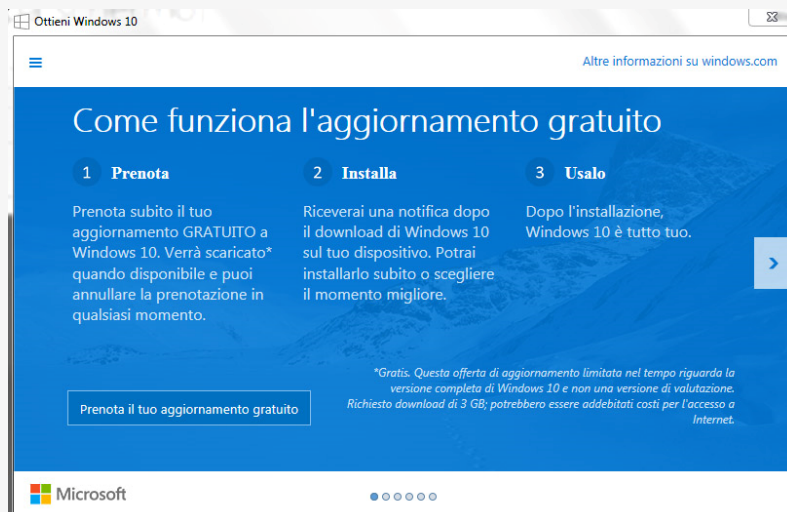 Ottieni Windows 10
Altre informazioni su windows.com
Come funziona l'aggiornamento gratuito
1 Prenota
Prenota subito il tuo
aggiornamento GRATUITO a
Windows 10. Verrà scaricato*
quando disponibile e puoi
annullare la prenotazione in
qualsiasi momento.
2 Installa
Riceverai una notifica dopo
il download di Windows 10
sul tuo dispositivo. Potrai
installarlo subito o scegliere
il momento migliore.
3 Usalo
Dopo l'installazione,
Windows 10 è tutto tuo.
*Gratis. Questa offerta di aggiornamento limitata nel tempo riguarda la
versione completa di Windows 10 e non una versione di valutazione.
Richiesto download di 3 GB; potrebbero essere addebitati costi per l'accesso a
Internet.
Prenota il tuo aggiornamento gratuito
Microsoft